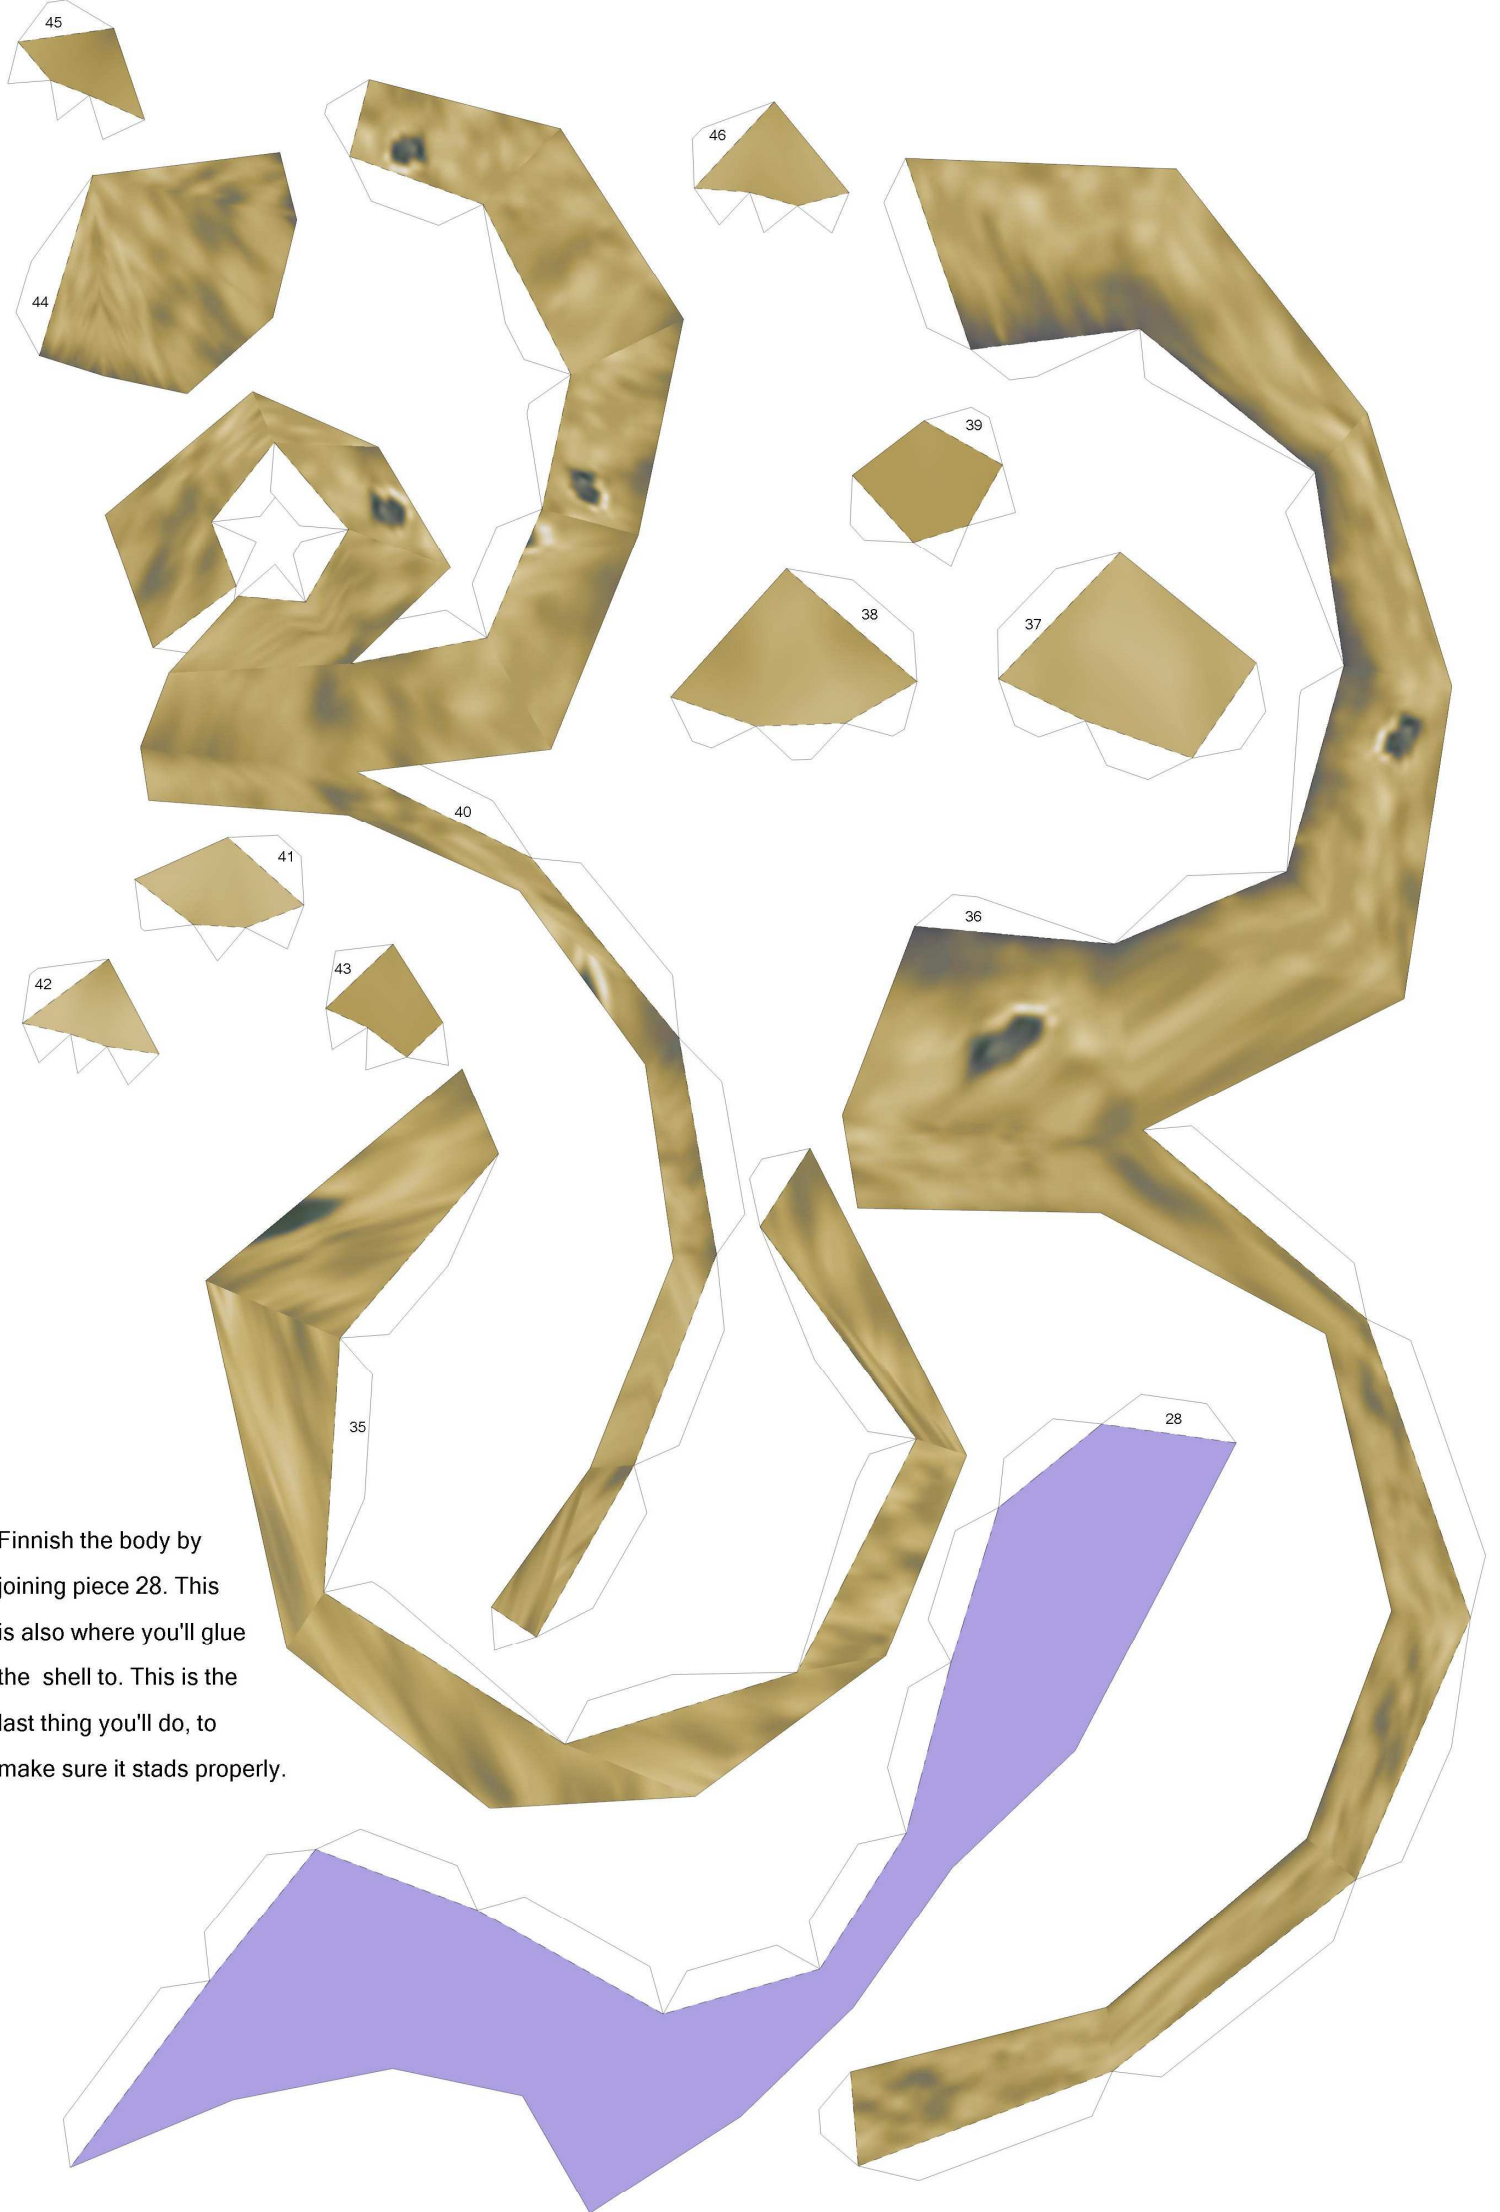 45
46
44
39
38
37
40
36
41
42
43
35
28
Finnish the body by
joining piece 28. This
is also where you'll glue
the  shell to. This is the
last thing you'll do, to
make sure it stads properly.